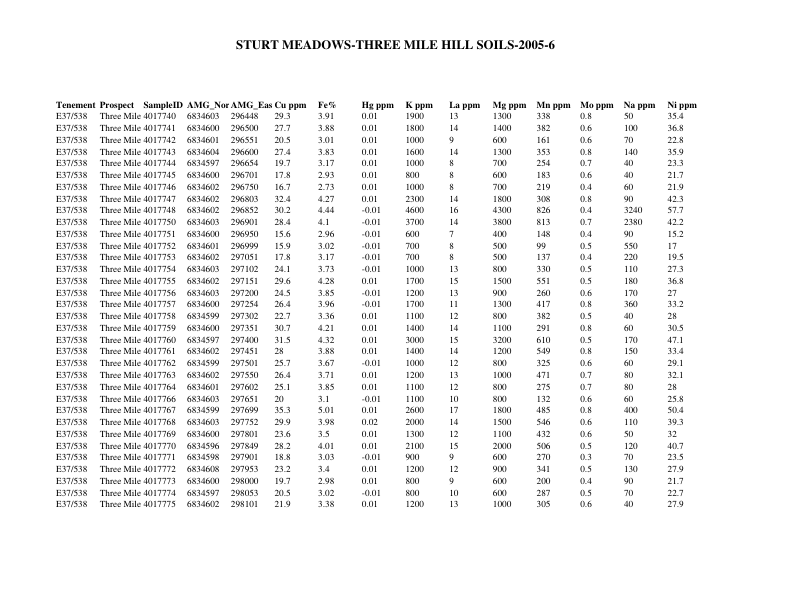 STURT MEADOWS-THREE MILE HILL SOILS-2005-6
Tenement Prospect SampleID AMG_Nor AMG_Eas Cu ppm Fe% Hg ppm K ppm La ppm Mg ppm Mn ppm Mo ppm Na ppm Ni ppm
E37/538 Three Mile 4017740 6834603 296448 29.3 3.91 0.01 1900 13 1300 338 0.8 50 35.4
E37/538 Three Mile 4017741 6834600 296500 27.7 3.88 0.01 1800 14 1400 382 0.6 100 36.8
E37/538 Three Mile 4017742 6834601 296551 20.5 3.01 0.01 1000 9 600 161 0.6 70 22.8
E37/538 Three Mile 4017743 6834604 296600 27.4 3.83 0.01 1600 14 1300 353 0.8 140 35.9
E37/538 Three Mile 4017744 6834597 296654 19.7 3.17 0.01 1000 8 700 254 0.7 40 23.3
E37/538 Three Mile 4017745 6834600 296701 17.8 2.93 0.01 800 8 600 183 0.6 40 21.7
E37/538 Three Mile 4017746 6834602 296750 16.7 2.73 0.01 1000 8 700 219 0.4 60 21.9
E37/538 Three Mile 4017747 6834602 296803 32.4 4.27 0.01 2300 14 1800 308 0.8 90 42.3
E37/538 Three Mile 4017748 6834602 296852 30.2 4.44 -0.01 4600 16 4300 826 0.4 3240 57.7
E37/538 Three Mile 4017750 6834603 296901 28.4 4.1 -0.01 3700 14 3800 813 0.7 2380 42.2
E37/538 Three Mile 4017751 6834600 296950 15.6 2.96 -0.01 600 7 400 148 0.4 90 15.2
E37/538 Three Mile 4017752 6834601 296999 15.9 3.02 -0.01 700 8 500 99 0.5 550 17
E37/538 Three Mile 4017753 6834602 297051 17.8 3.17 -0.01 700 8 500 137 0.4 220 19.5
E37/538 Three Mile 4017754 6834603 297102 24.1 3.73 -0.01 1000 13 800 330 0.5 110 27.3
E37/538 Three Mile 4017755 6834602 297151 29.6 4.28 0.01 1700 15 1500 551 0.5 180 36.8
E37/538 Three Mile 4017756 6834603 297200 24.5 3.85 -0.01 1200 13 900 260 0.6 170 27
E37/538 Three Mile 4017757 6834600 297254 26.4 3.96 -0.01 1700 11 1300 417 0.8 360 33.2
E37/538 Three Mile 4017758 6834599 297302 22.7 3.36 0.01 1100 12 800 382 0.5 40 28
E37/538 Three Mile 4017759 6834600 297351 30.7 4.21 0.01 1400 14 1100 291 0.8 60 30.5
E37/538 Three Mile 4017760 6834597 297400 31.5 4.32 0.01 3000 15 3200 610 0.5 170 47.1
E37/538 Three Mile 4017761 6834602 297451 28 3.88 0.01 1400 14 1200 549 0.8 150 33.4
E37/538 Three Mile 4017762 6834599 297501 25.7 3.67 -0.01 1000 12 800 325 0.6 60 29.1
E37/538 Three Mile 4017763 6834602 297550 26.4 3.71 0.01 1200 13 1000 471 0.7 80 32.1
E37/538 Three Mile 4017764 6834601 297602 25.1 3.85 0.01 1100 12 800 275 0.7 80 28
E37/538 Three Mile 4017766 6834603 297651 20 3.1 -0.01 1100 10 800 132 0.6 60 25.8
E37/538 Three Mile 4017767 6834599 297699 35.3 5.01 0.01 2600 17 1800 485 0.8 400 50.4
E37/538 Three Mile 4017768 6834603 297752 29.9 3.98 0.02 2000 14 1500 546 0.6 110 39.3
E37/538 Three Mile 4017769 6834600 297801 23.6 3.5 0.01 1300 12 1100 432 0.6 50 32
E37/538 Three Mile 4017770 6834596 297849 28.2 4.01 0.01 2100 15 2000 506 0.5 120 40.7
E37/538 Three Mile 4017771 6834598 297901 18.8 3.03 -0.01 900 9 600 270 0.3 70 23.5
E37/538 Three Mile 4017772 6834608 297953 23.2 3.4 0.01 1200 12 900 341 0.5 130 27.9
E37/538 Three Mile 4017773 6834600 298000 19.7 2.98 0.01 800 9 600 200 0.4 90 21.7
E37/538 Three Mile 4017774 6834597 298053 20.5 3.02 -0.01 800 10 600 287 0.5 70 22.7
E37/538 Three Mile 4017775 6834602 298101 21.9 3.38 0.01 1200 13 1000 305 0.6 40 27.9